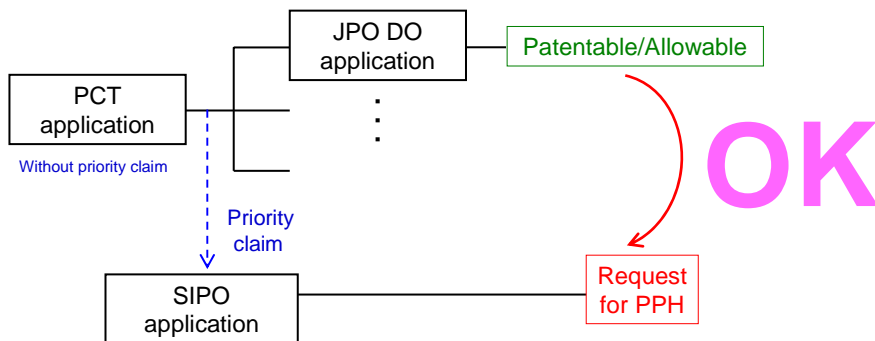 JPO DO
application
Patentable/Allowable
PCT
application
Without priority claim
OK
Priority
claim
SIPO
application
Request
for PPH